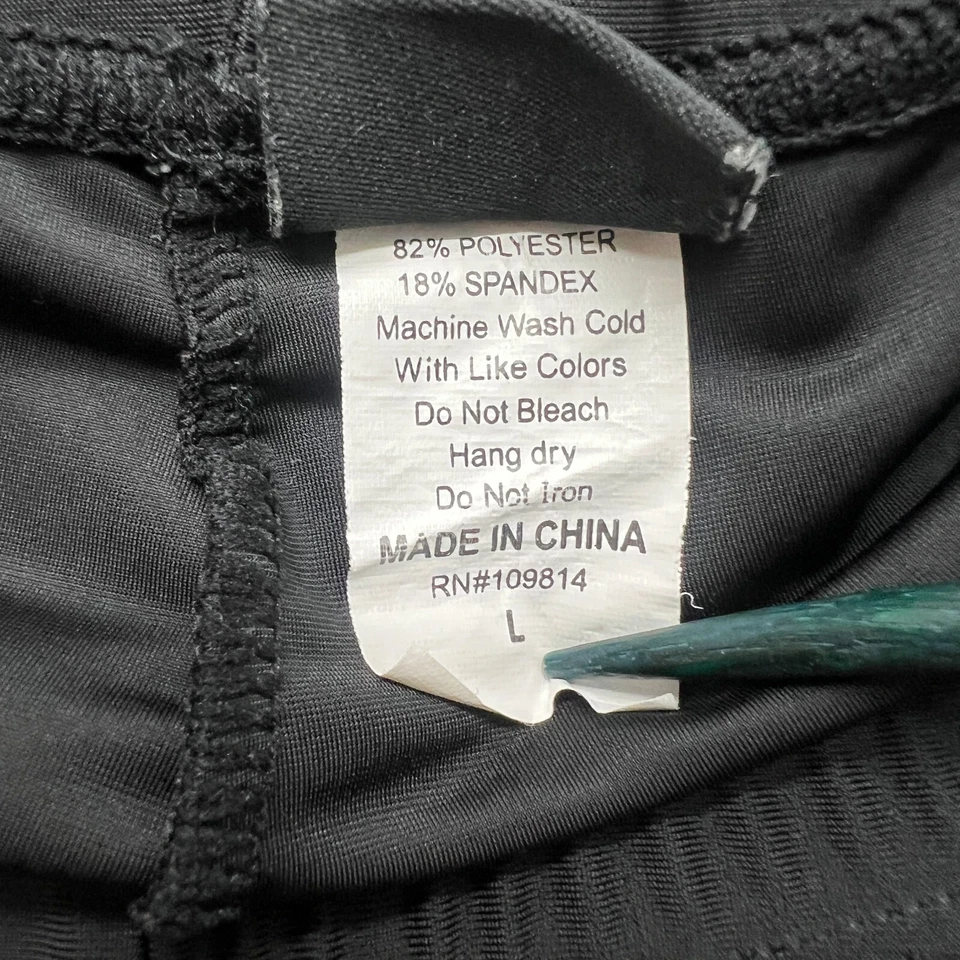 82% POLYESTER
18% SPANDEX
Machine Wash Cold
With Like Colors
Do Not Bleach
Hang dry
Do Not Iron
MADE IN CHINA
RN#109814
L